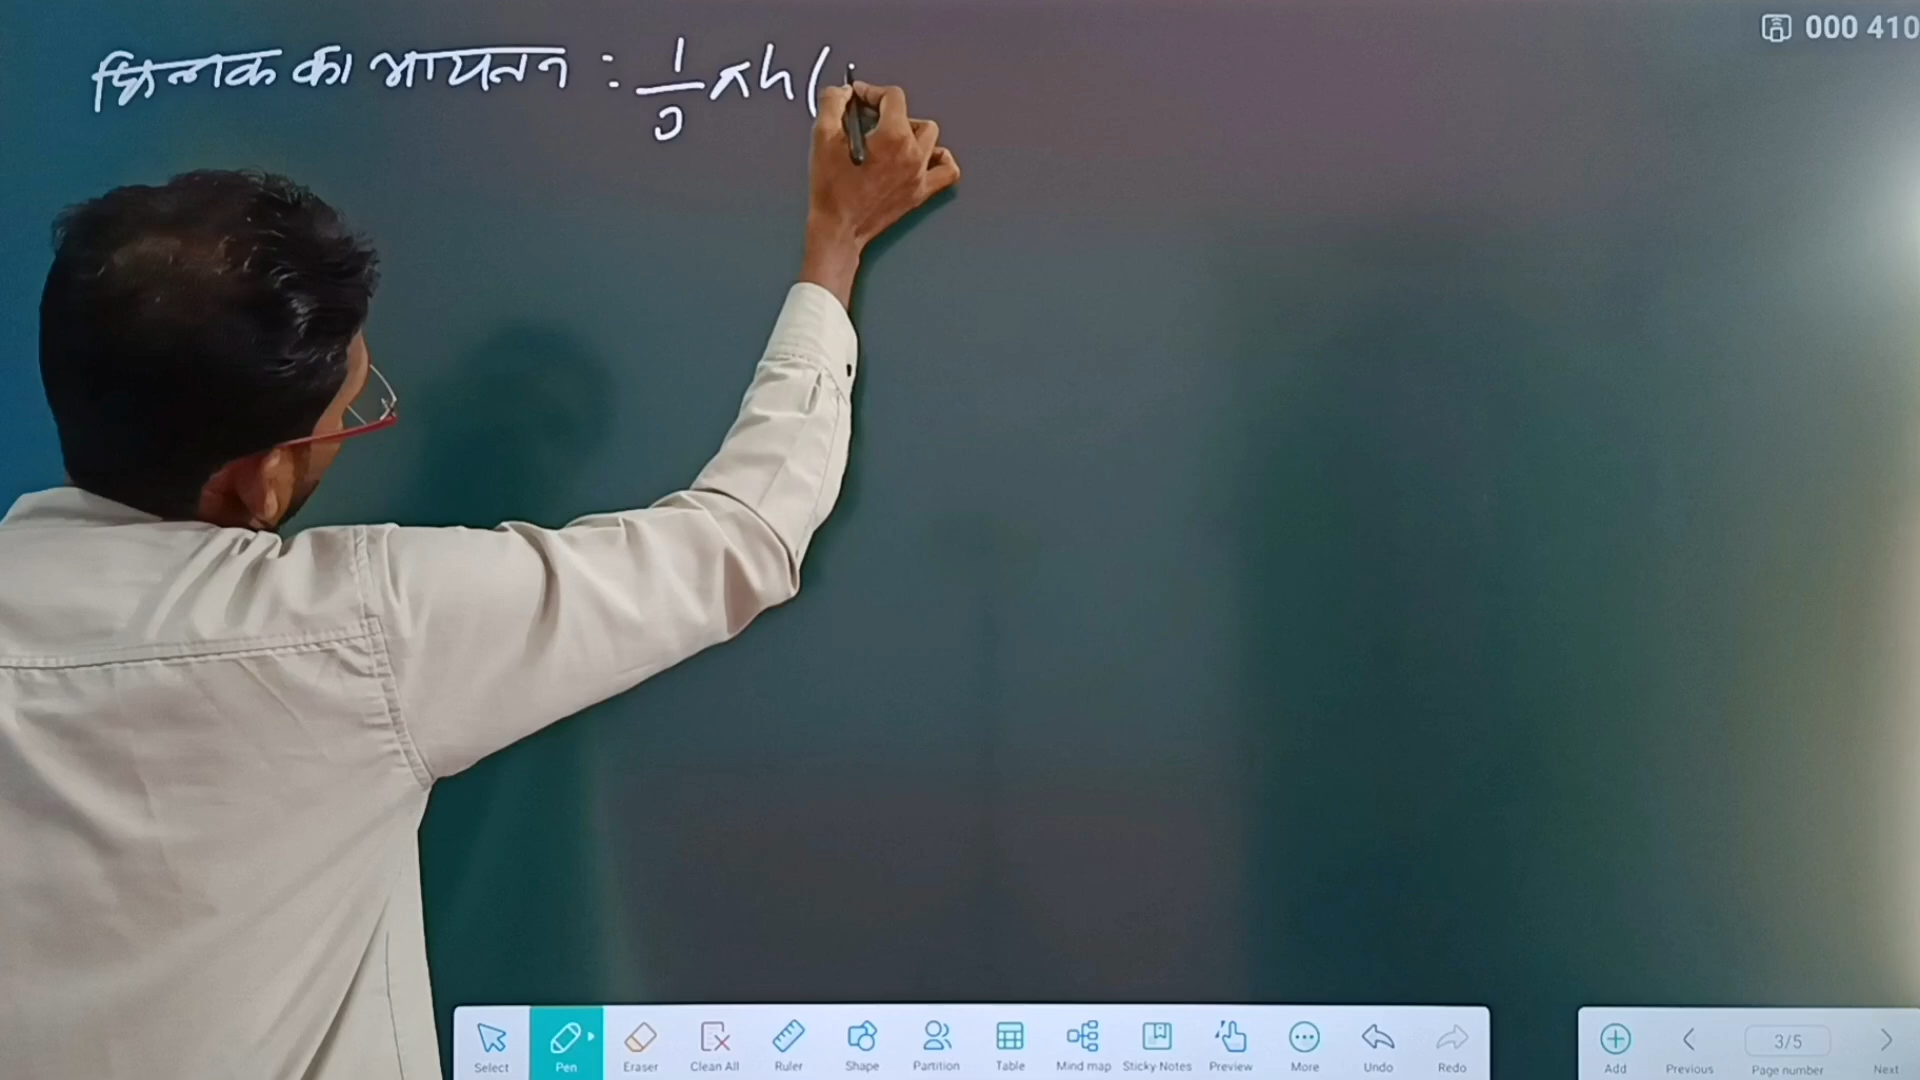 छिन्नक का आयतन : 1/3 πh (
000 410
Select Pen Eraser Clean All Ruler Shape Partition Table Mind map Sticky Notes Preview More Undo Redo Add Previous 3/5 Page number Next